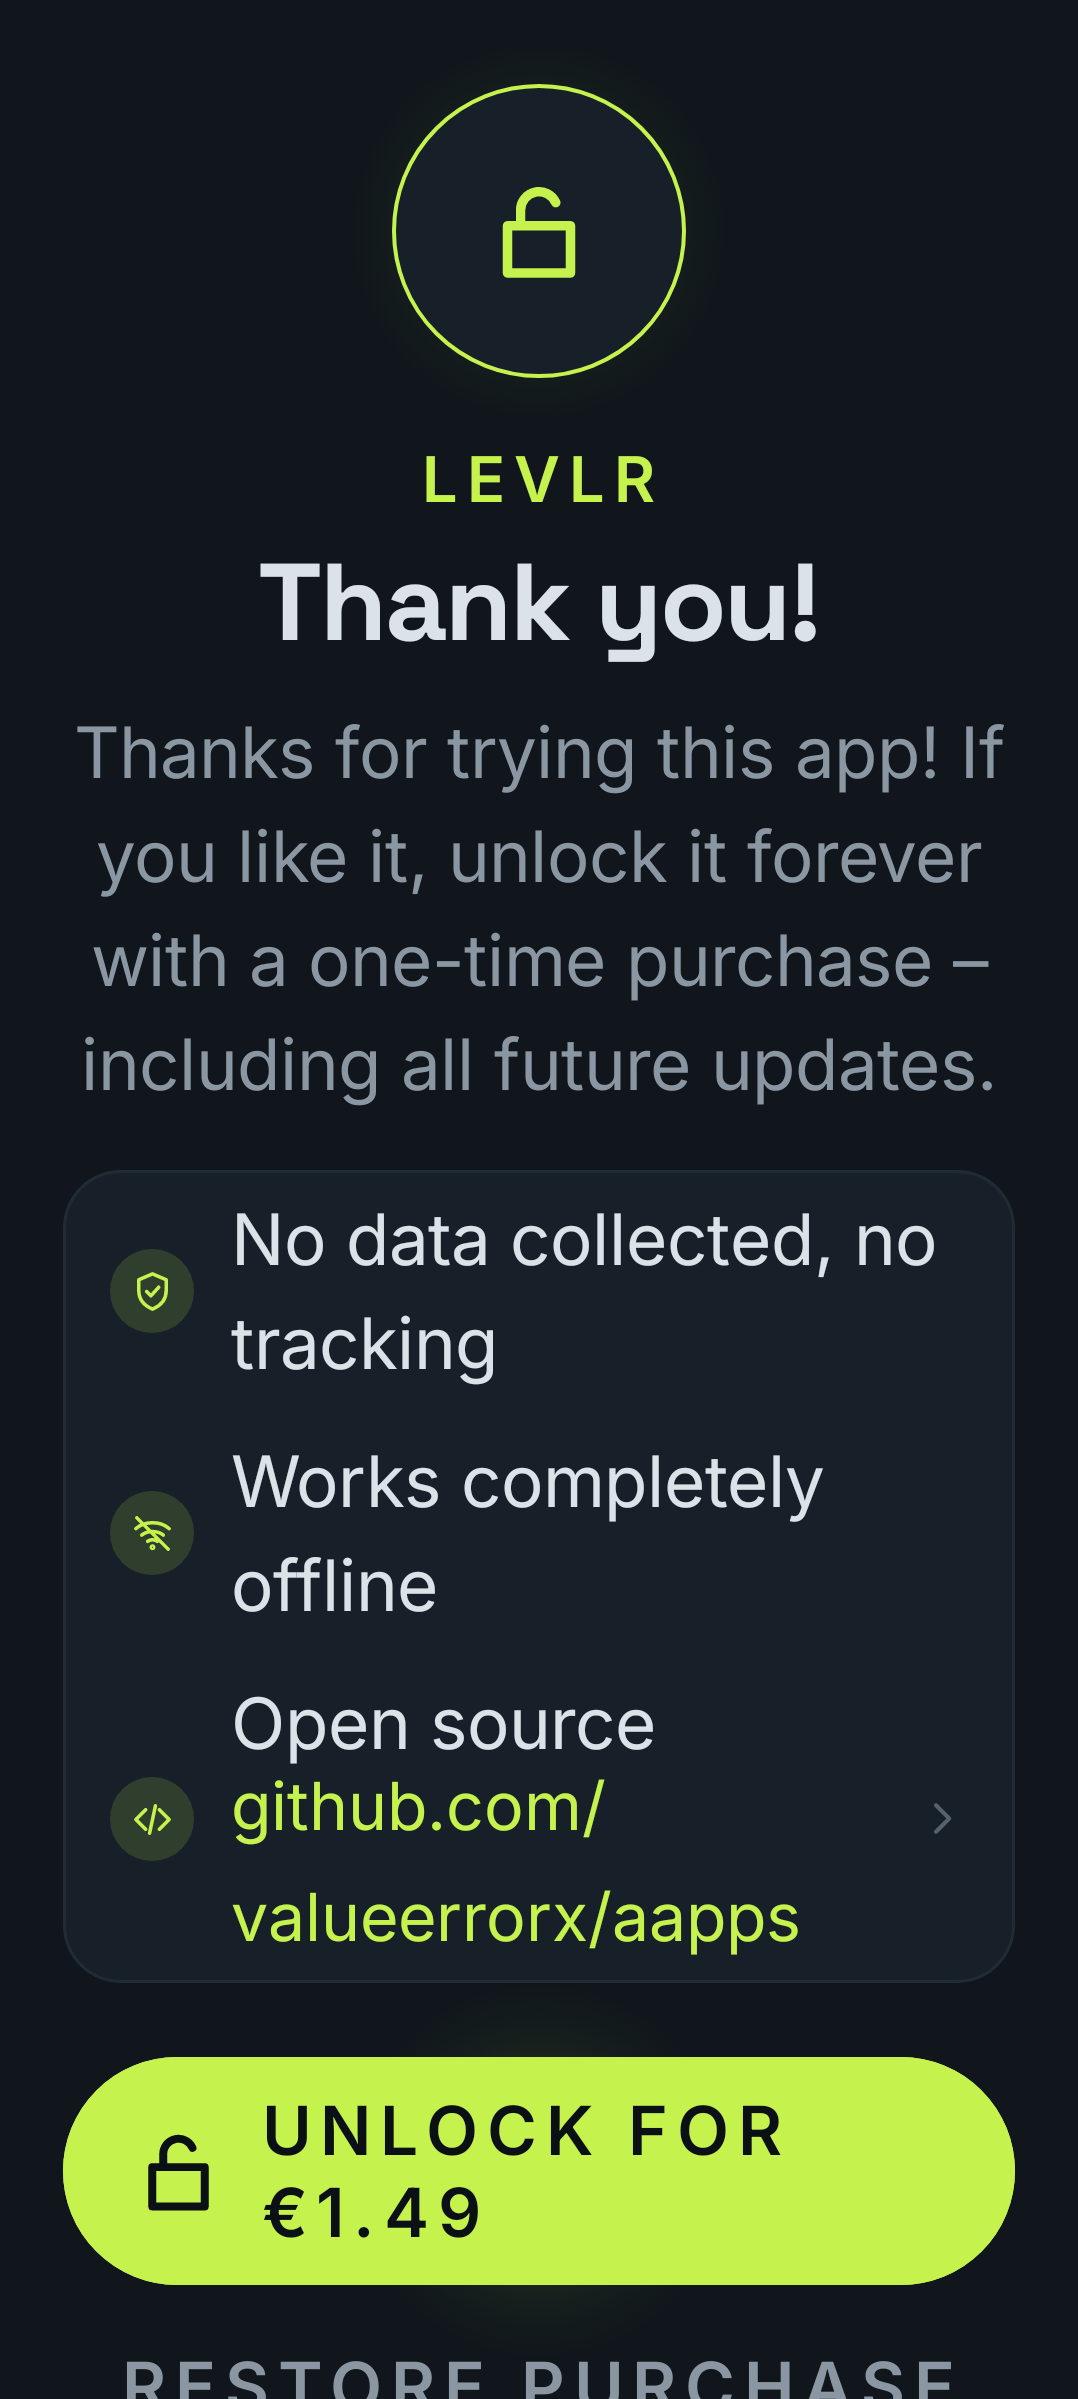 LEVLR
Thank you!
Thanks for trying this app! If
you like it, unlock it forever
with a one-time purchase –
including all future updates.
No data collected, no
tracking
Works completely
offline
Open source
github.com/
valueerrorx/aapps
UNLOCK FOR
€1.49
RESTORE PURCHASE